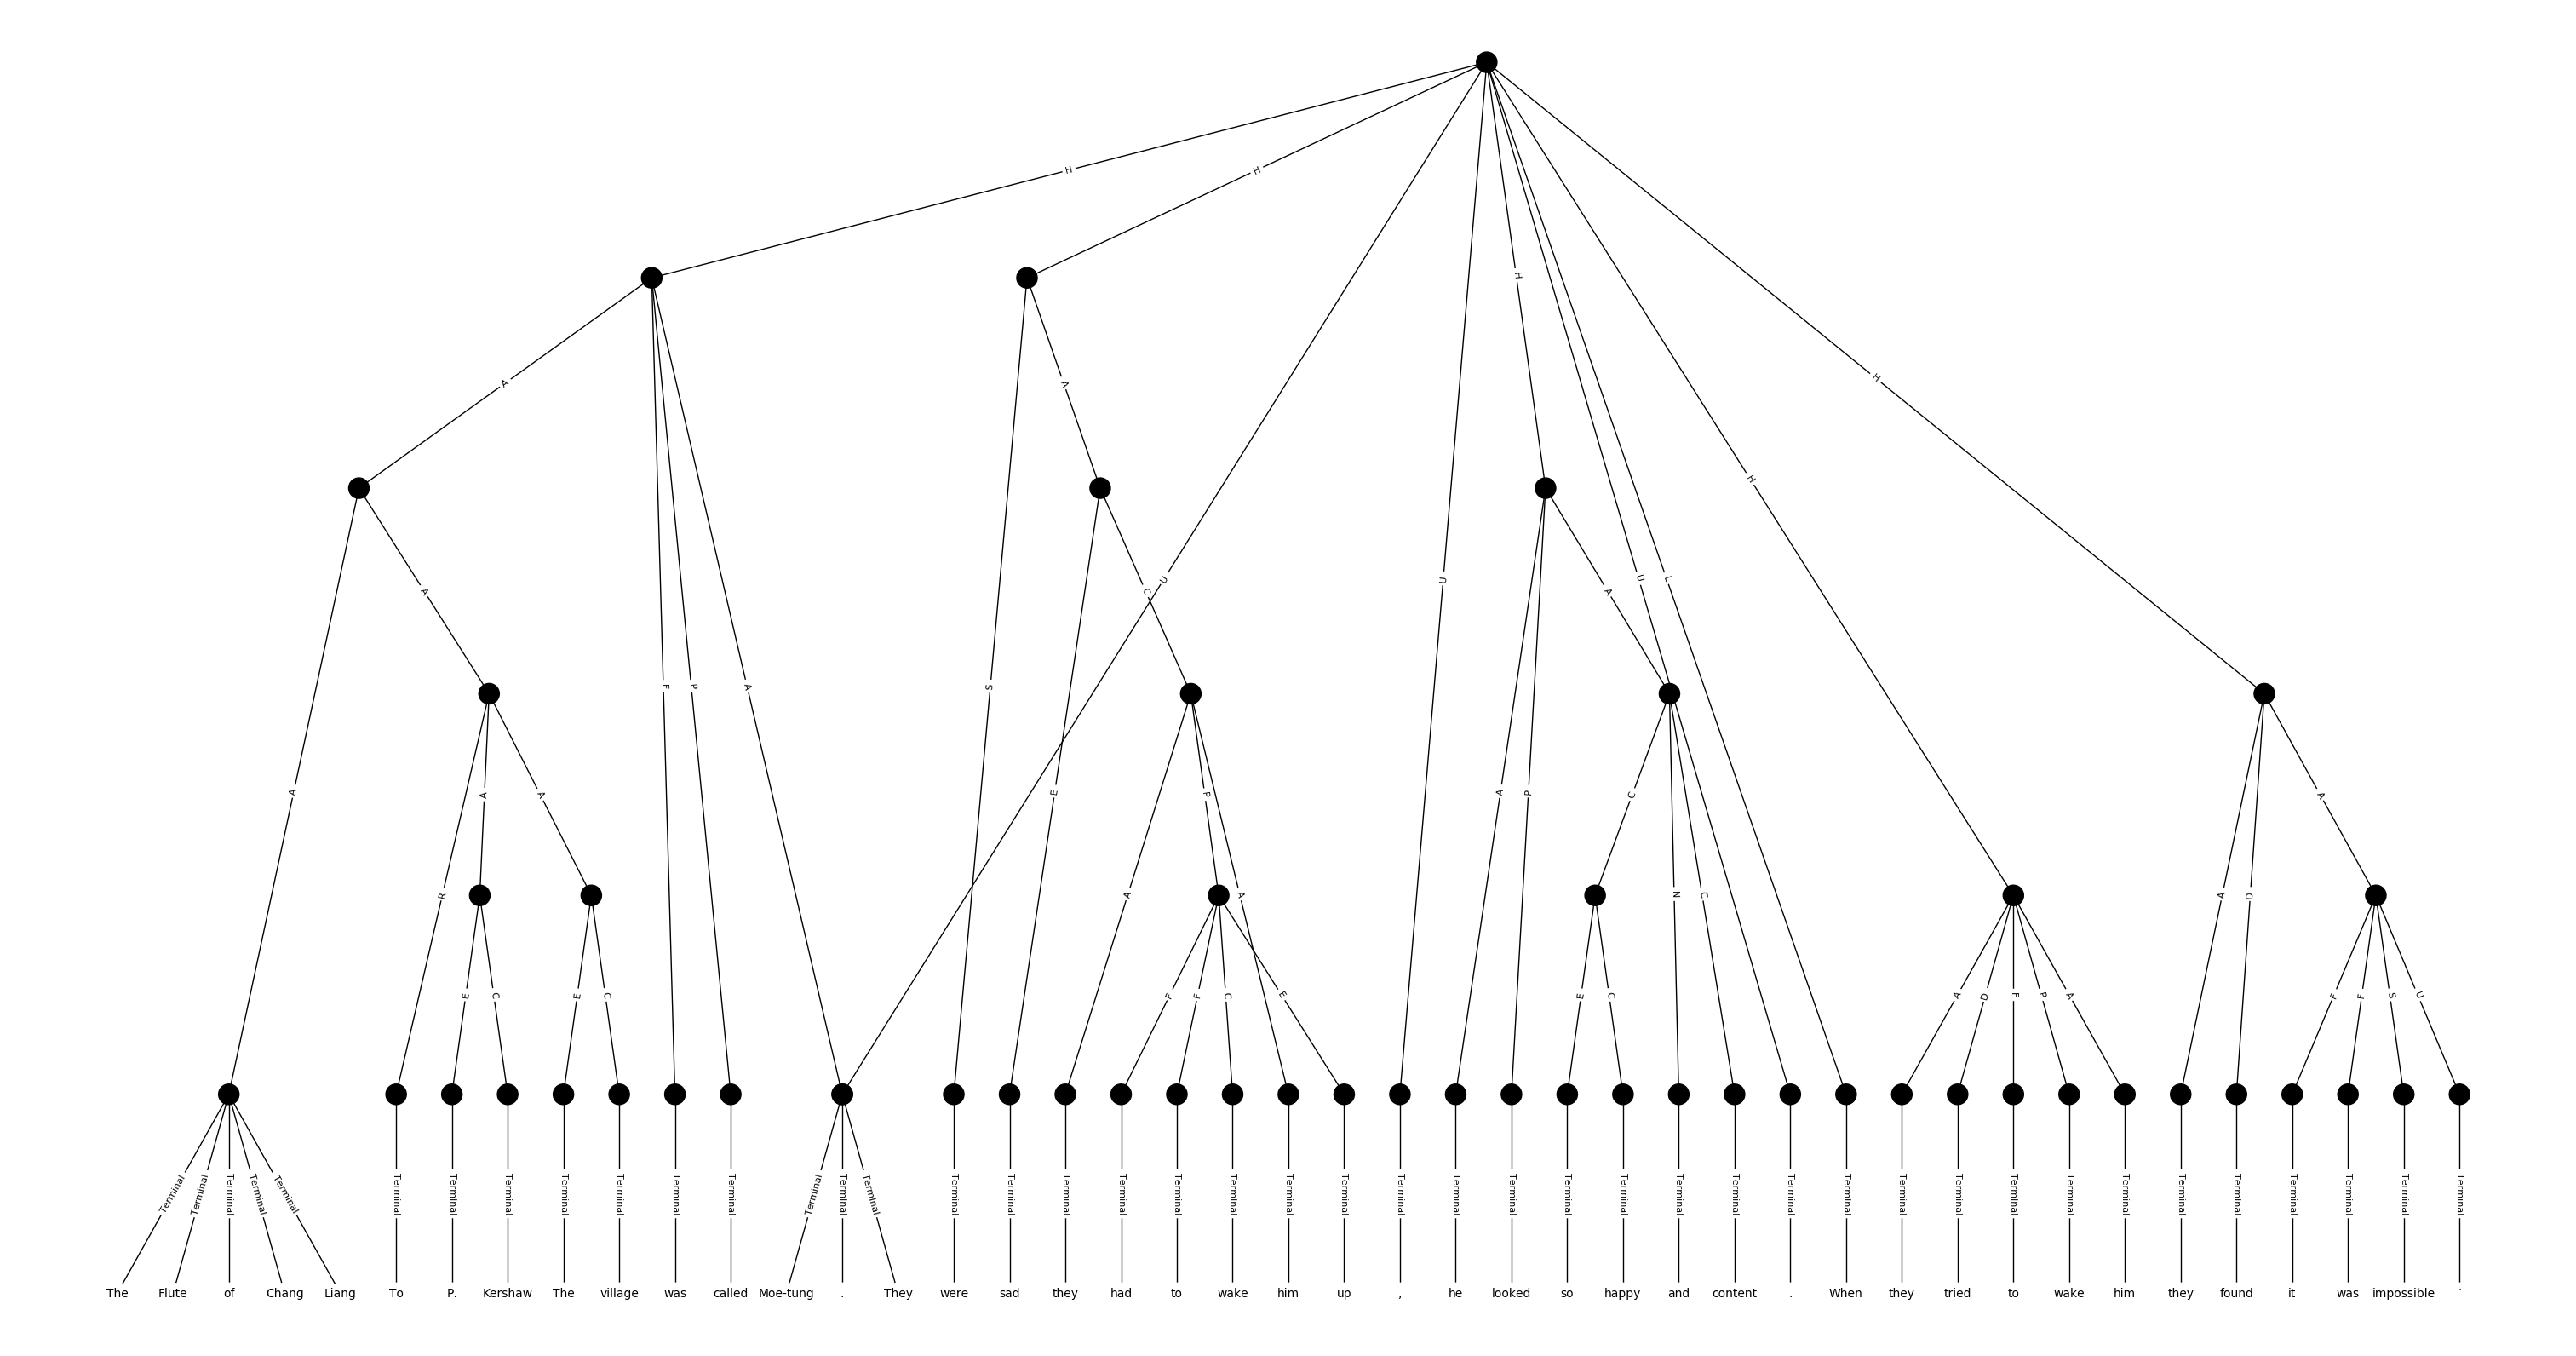 H H U U H U L H H
A F P A S A A P A A D A
A A E C
R A A A P A C N C A D F P A F F S U
E C E C F F C E E C
Terminal Terminal Terminal Terminal Terminal Terminal Terminal Terminal Terminal Terminal Terminal Terminal Terminal Terminal Terminal Terminal Terminal Terminal Terminal Terminal Terminal Terminal Terminal Terminal Terminal Terminal Terminal Terminal Terminal Terminal Terminal Terminal Terminal Terminal Terminal Terminal Terminal Terminal Terminal Terminal Terminal Terminal Terminal
The Flute of Chang Liang To P. Kershaw The village was called Moe-tung . They were sad they had to wake him up , he looked so happy and content . When they tried to wake him they found it was impossible .